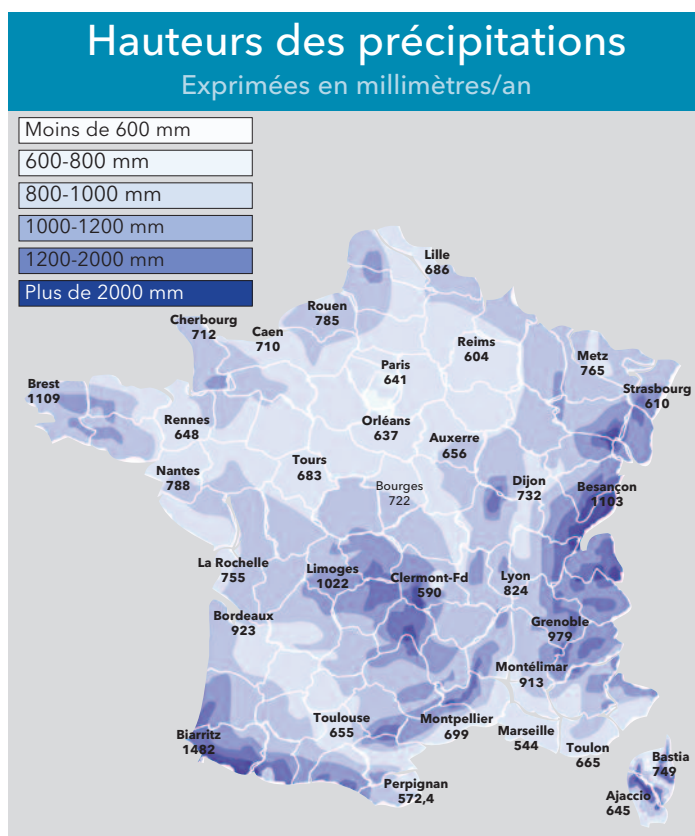 Hauteurs des précipitations
Exprimées en millimètres/an
Moins de 600 mm
600-800 mm
800-1000 mm
1000-1200 mm
1200-2000 mm
Plus de 2000 mm
Lille
686
Rouen
785
Cherbourg
712
Caen
710
Reims
604
Metz
765
Paris
641
Strasbourg
610
Brest
1109
Rennes
648
Orléans
637
Auxerre
656
Tours
683
Nantes
788
Bourges
722
Dijon
732
Besançon
1103
La Rochelle
755
Limoges
1022
Clermont-Fd
590
Lyon
824
Bordeaux
923
Grenoble
979
Montélimar
913
Biarritz
1482
Toulouse
655
Montpellier
699
Marseille
544
Toulon
665
Bastia
749
Perpignan
572,4
Ajaccio
645